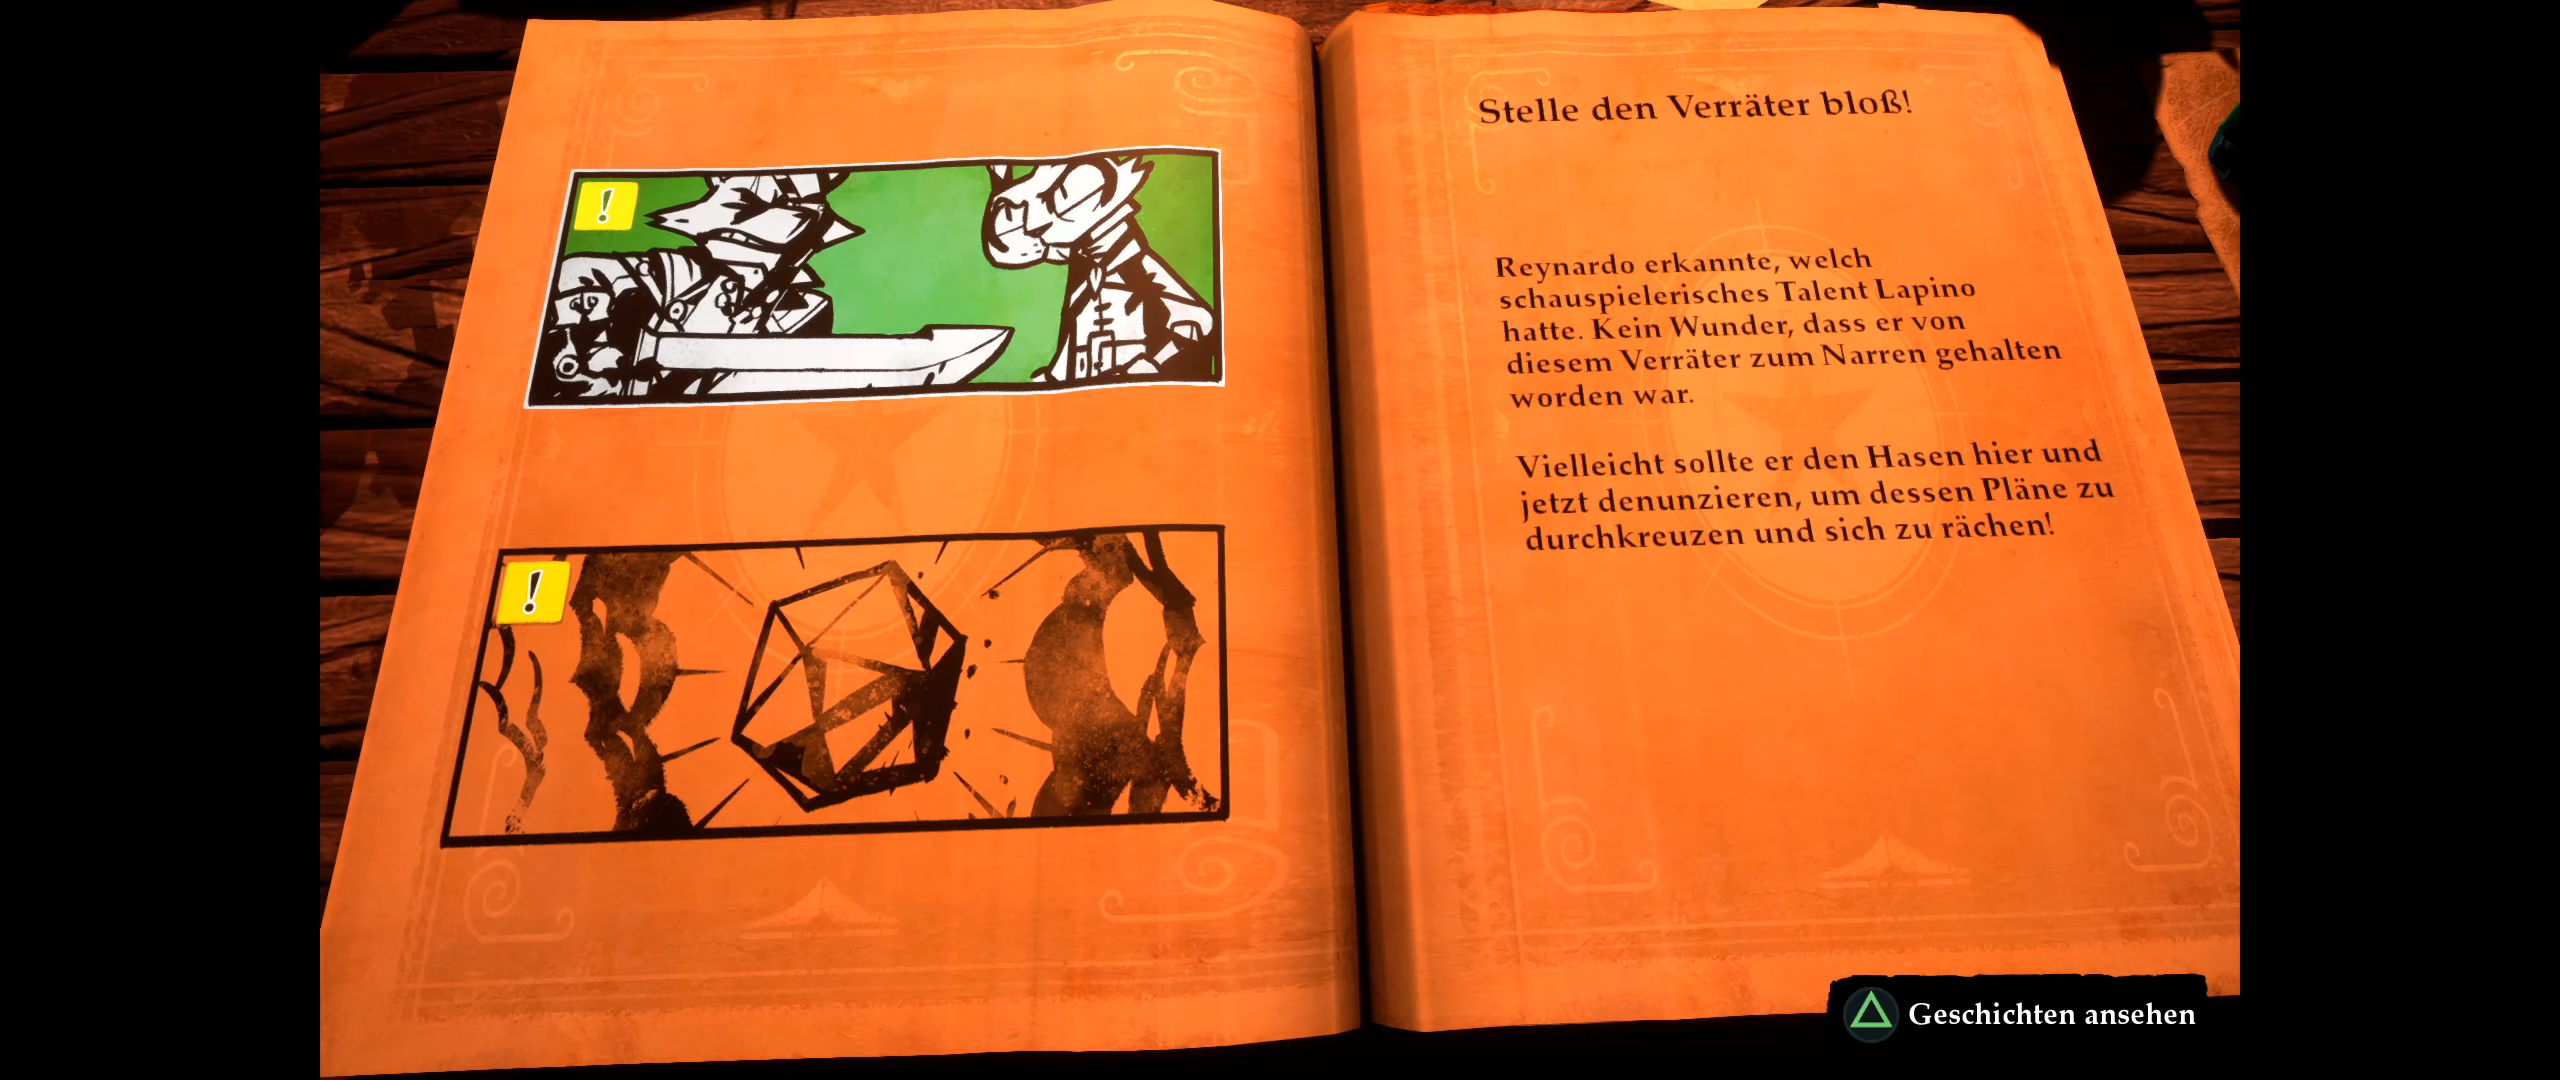 !
!
Stelle den Verräter bloß!
Reynardo erkannte, welch
schauspielerisches Talent Lapino
hatte. Kein Wunder, dass er von
diesem Verräter zum Narren gehalten
worden war.
Vielleicht sollte er den Hasen hier und
jetzt denunzieren, um dessen Pläne zu
durchkreuzen und sich zu rächen!
Geschichten ansehen